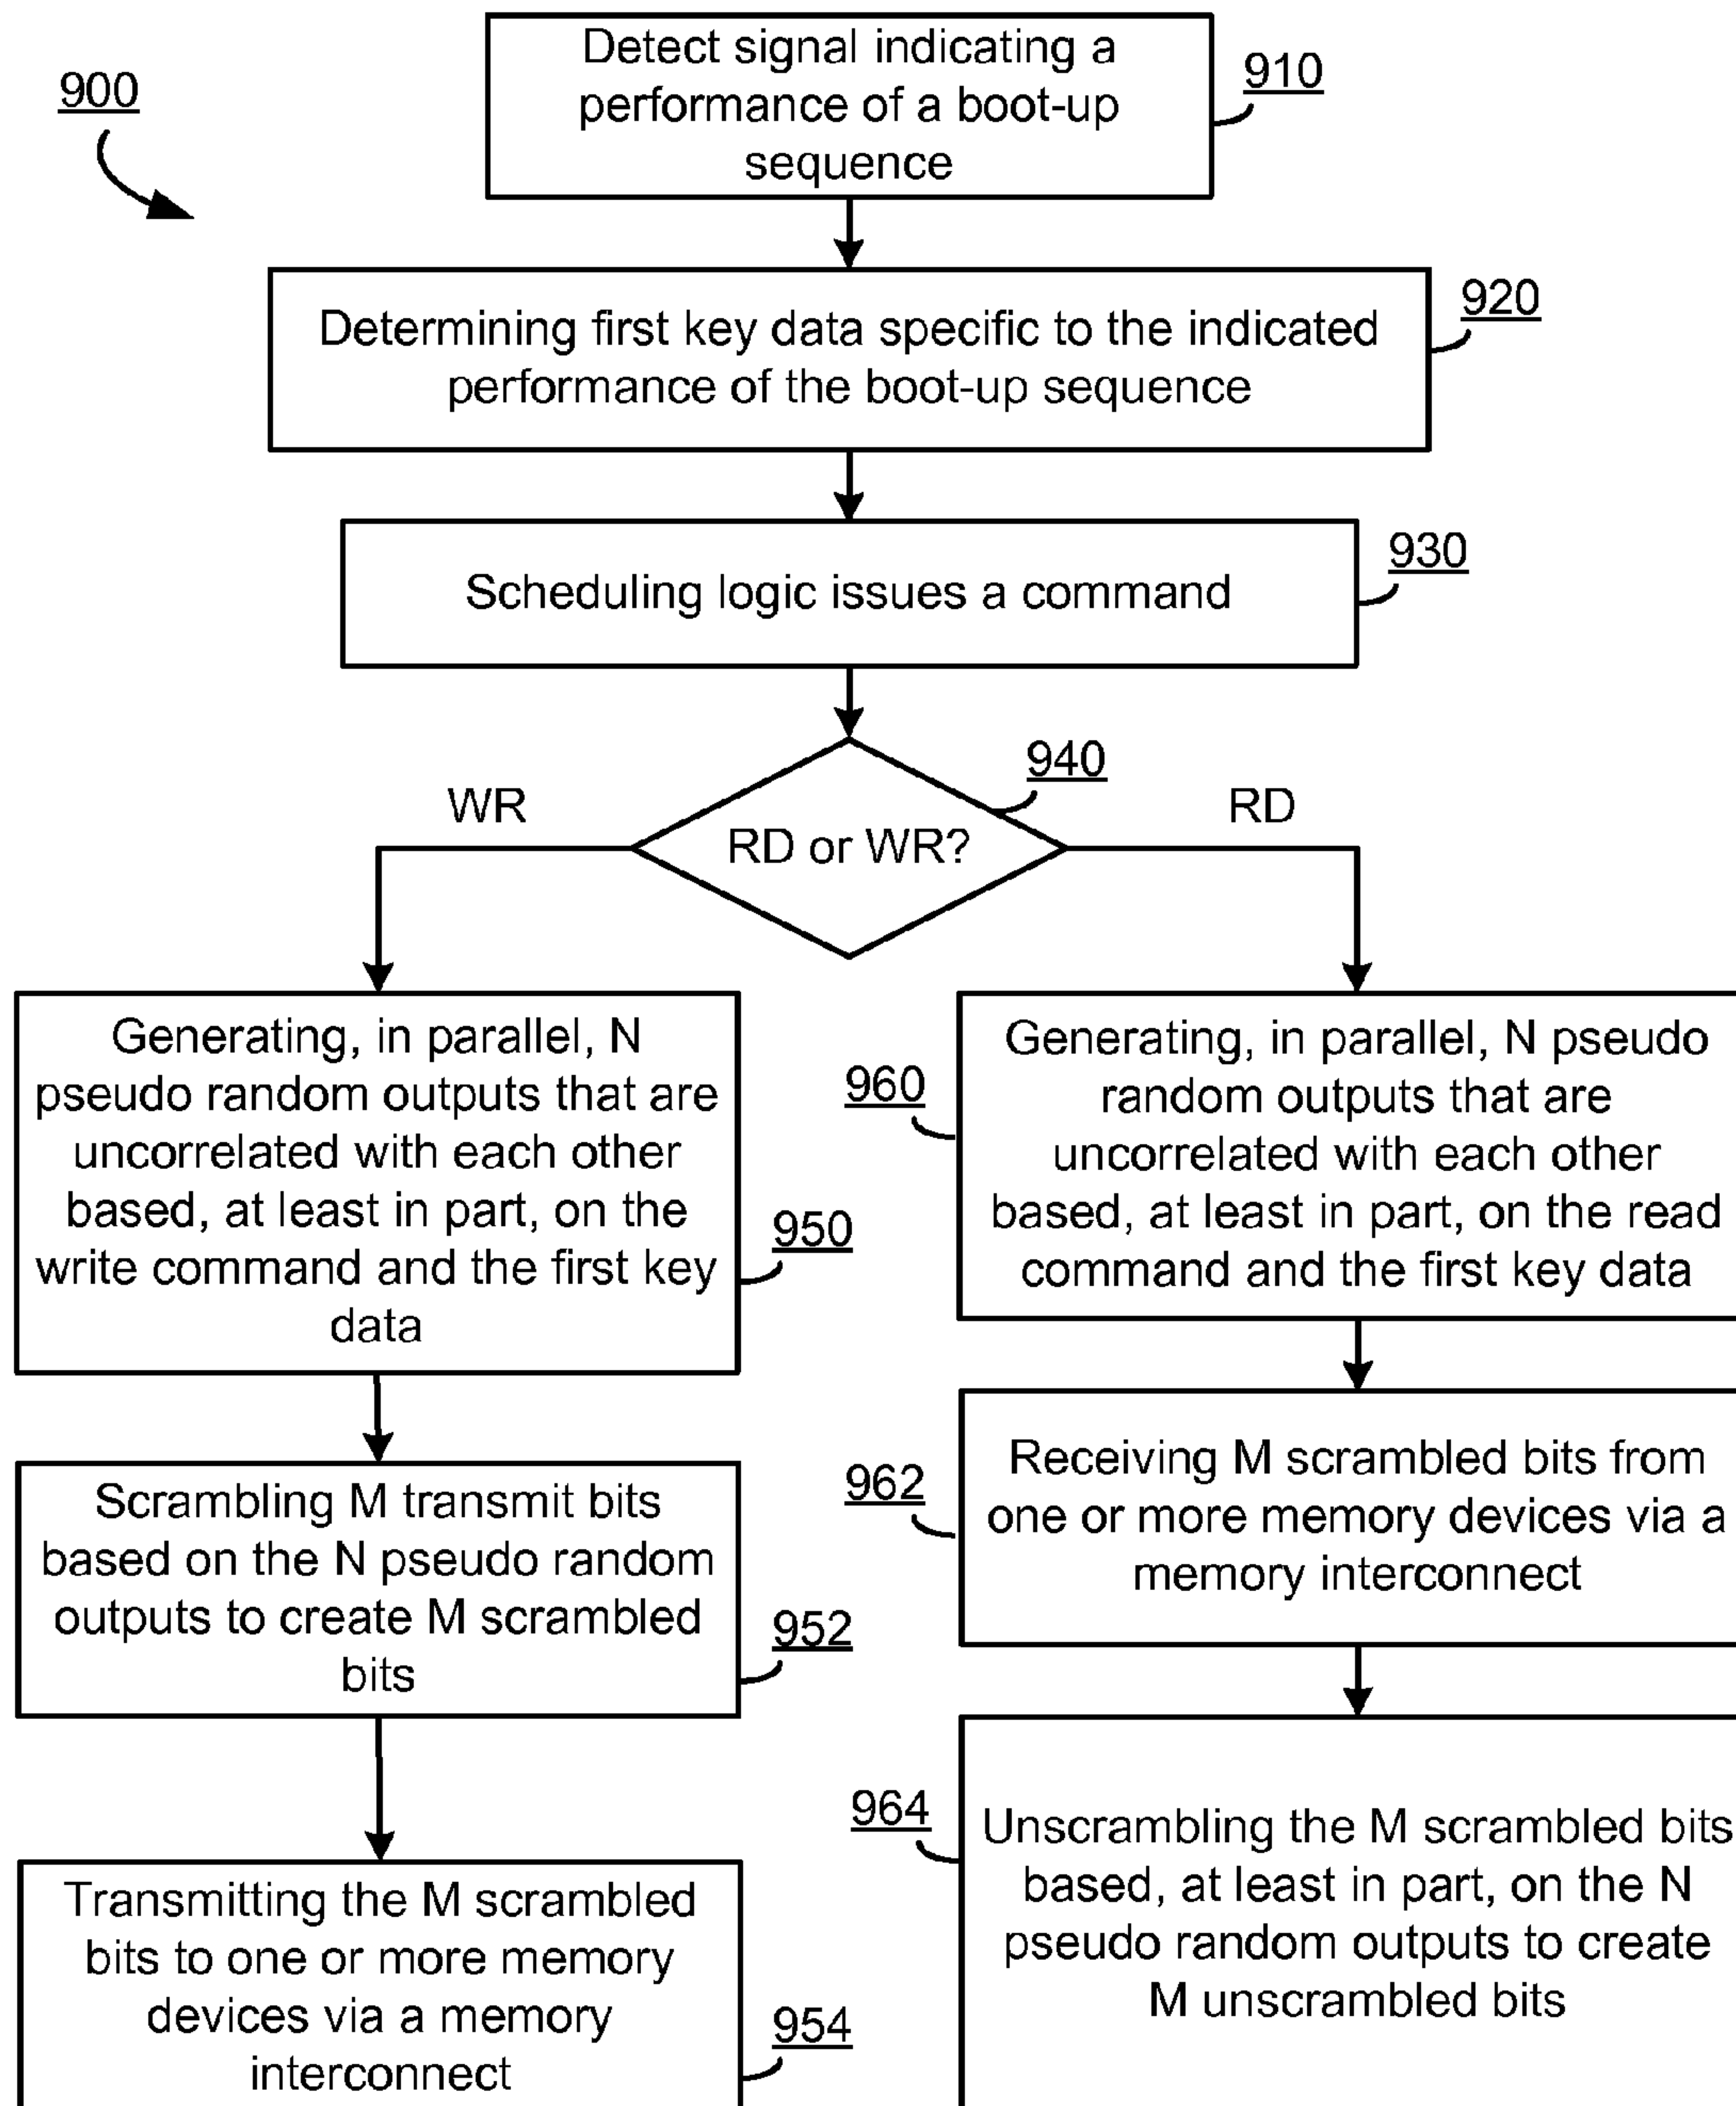 900
Detect signal indicating a
performance of a boot-up
sequence
910
Determining first key data specific to the indicated
performance of the boot-up sequence
920
Scheduling logic issues a command
930
940
RD or WR?
WR
RD
Generating, in parallel, N
pseudo random outputs that are
uncorrelated with each other
based, at least in part, on the
write command and the first key
data
950
Scrambling M transmit bits
based on the N pseudo random
outputs to create M scrambled
bits
952
Transmitting the M scrambled
bits to one or more memory
devices via a memory
interconnect
954
Generating, in parallel, N pseudo
random outputs that are
uncorrelated with each other
based, at least in part, on the read
command and the first key data
960
Receiving M scrambled bits from
one or more memory devices via a
memory interconnect
962
Unscrambling the M scrambled bits
based, at least in part, on the N
pseudo random outputs to create
M unscrambled bits
964